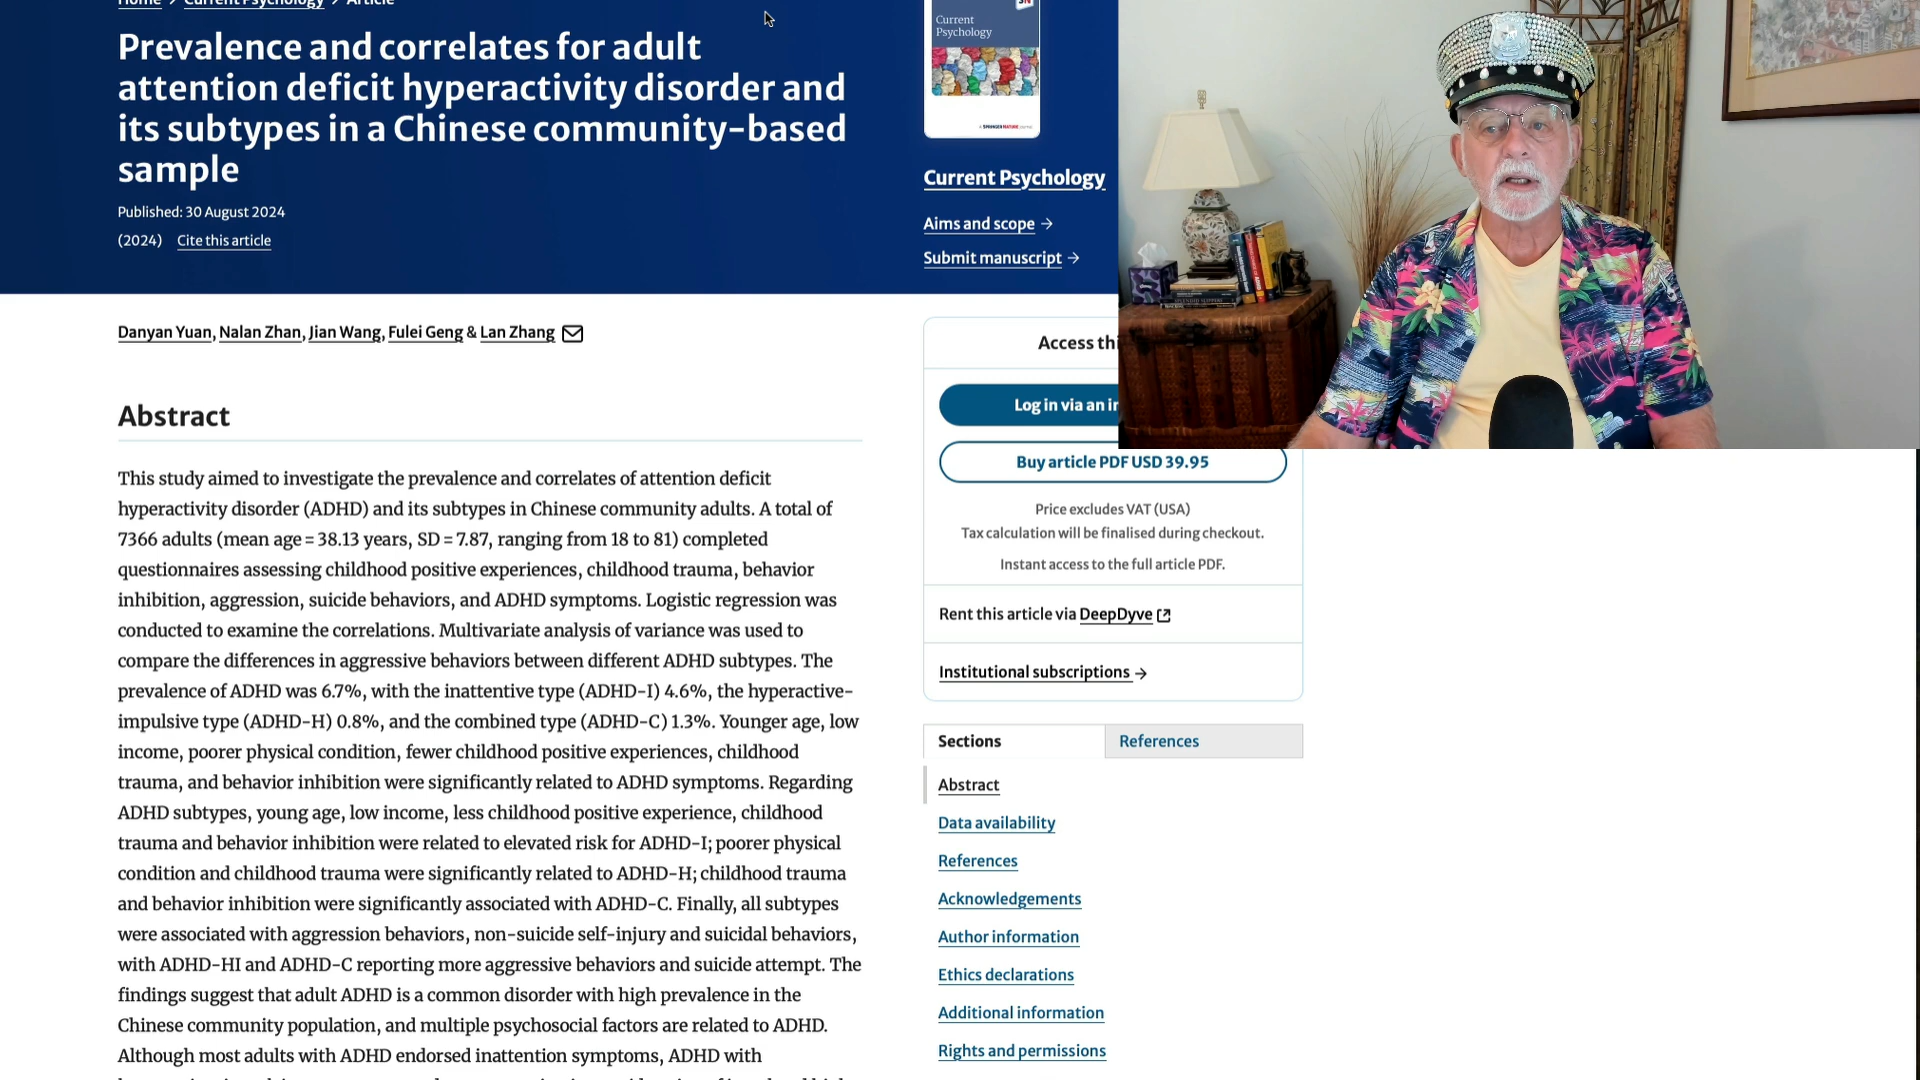 Home > Current Psychology > Article
Prevalence and correlates for adult
attention deficit hyperactivity disorder and
its subtypes in a Chinese community-based
sample
Published: 30 August 2024
(2024) Cite this article
Current
Psychology
Current Psychology
Aims and scope →
Submit manuscript →
Danyan Yuan, Nalan Zhan, Jian Wang, Fulei Geng & Lan Zhang
Abstract
This study aimed to investigate the prevalence and correlates of attention deficit
hyperactivity disorder (ADHD) and its subtypes in Chinese community adults. A total of
7366 adults (mean age = 38.13 years, SD = 7.87, ranging from 18 to 81) completed
questionnaires assessing childhood positive experiences, childhood trauma, behavior
inhibition, aggression, suicide behaviors, and ADHD symptoms. Logistic regression was
conducted to examine the correlations. Multivariate analysis of variance was used to
compare the differences in aggressive behaviors between different ADHD subtypes. The
prevalence of ADHD was 6.7%, with the inattentive type (ADHD-I) 4.6%, the hyperactive-
impulsive type (ADHD-H) 0.8%, and the combined type (ADHD-C) 1.3%. Younger age, low
income, poorer physical condition, fewer childhood positive experiences, childhood
trauma, and behavior inhibition were significantly related to ADHD symptoms. Regarding
ADHD subtypes, young age, low income, less childhood positive experience, childhood
trauma and behavior inhibition were related to elevated risk for ADHD-I; poorer physical
condition and childhood trauma were significantly related to ADHD-H; childhood trauma
and behavior inhibition were significantly associated with ADHD-C. Finally, all subtypes
were associated with aggression behaviors, non-suicide self-injury and suicidal behaviors,
with ADHD-HI and ADHD-C reporting more aggressive behaviors and suicide attempt. The
findings suggest that adult ADHD is a common disorder with high prevalence in the
Chinese community population, and multiple psychosocial factors are related to ADHD.
Although most adults with ADHD endorsed inattention symptoms, ADHD with
Access thi
Log in via an in
Buy article PDF USD 39.95
Price excludes VAT (USA)
Tax calculation will be finalised during checkout.
Instant access to the full article PDF.
Rent this article via DeepDyve
Institutional subscriptions →
Sections References
Abstract
Data availability
References
Acknowledgements
Author information
Ethics declarations
Additional information
Rights and permissions